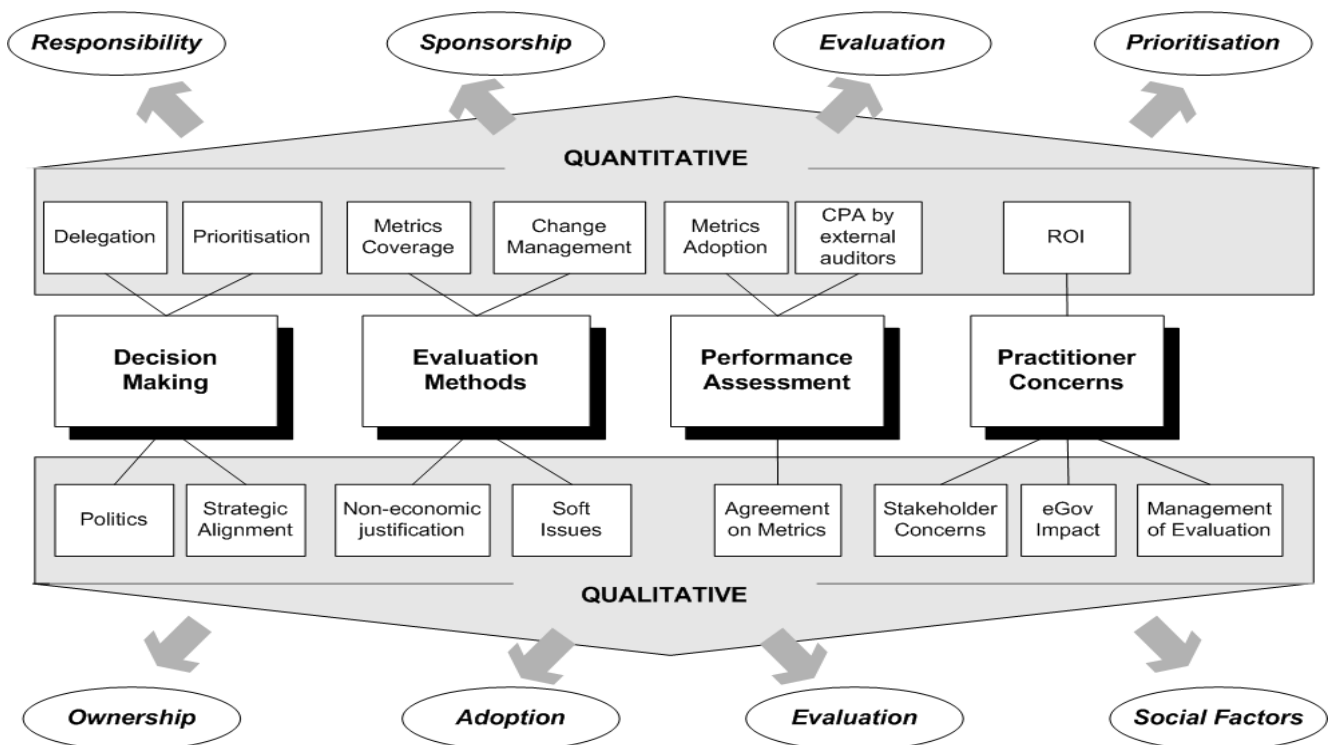 Responsibility
Sponsorship
Evaluation
Prioritisation
QUANTITATIVE
Delegation
Prioritisation
Metrics
Coverage
Change
Management
Metrics
Adoption
CPA by
external
auditors
ROI
Decision
Making
Evaluation
Methods
Performance
Assessment
Practitioner
Concerns
Politics
Strategic
Alignment
Non-economic
justification
Soft
Issues
Agreement
on Metrics
Stakeholder
Concerns
eGov
Impact
Management
of Evaluation
QUALITATIVE
Ownership
Adoption
Evaluation
Social Factors